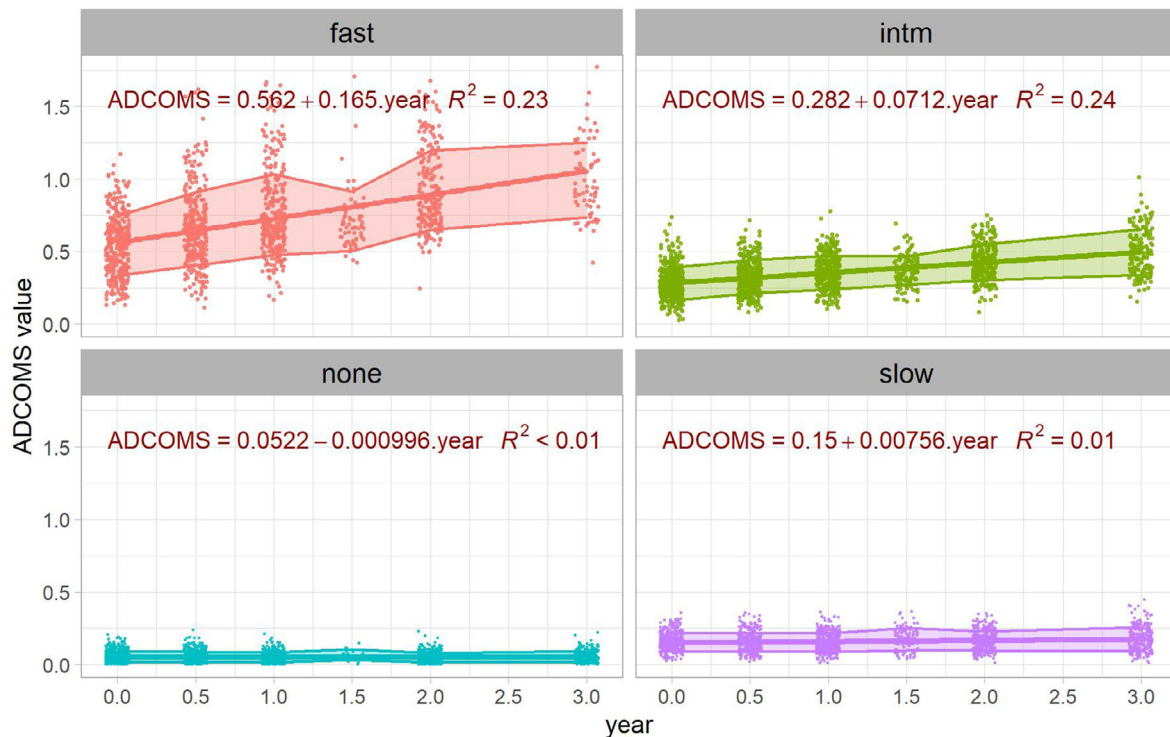 fast
intm
ADCOMS = 0.562 + 0.165.year R² = 0.23
ADCOMS = 0.282 + 0.0712.year R² = 0.24
1.5
1.0
0.5
0.0
none
slow
ADCOMS = 0.0522 − 0.000996.year R² < 0.01
ADCOMS = 0.15 + 0.00756.year R² = 0.01
1.5
1.0
0.5
0.0
ADCOMS value
0.0 0.5 1.0 1.5 2.0 2.5 3.0
0.0 0.5 1.0 1.5 2.0 2.5 3.0
year